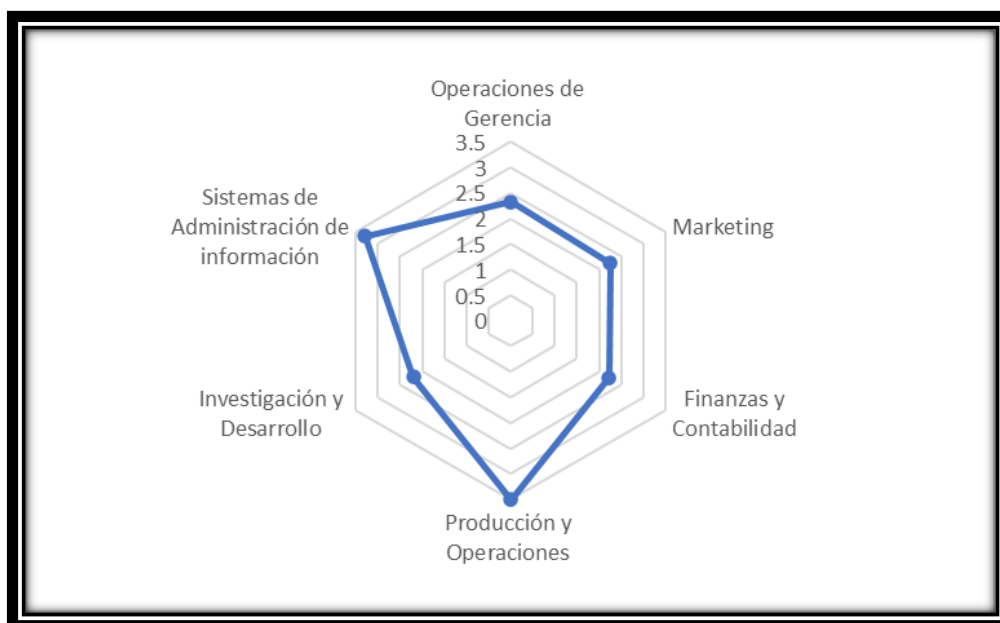 Operaciones de
Gerencia
3.5
3
2.5
2
1.5
1
0.5
0
Marketing
Finanzas y
Contabilidad
Producción y
Operaciones
Investigación y
Desarrollo
Sistemas de
Administración de
información